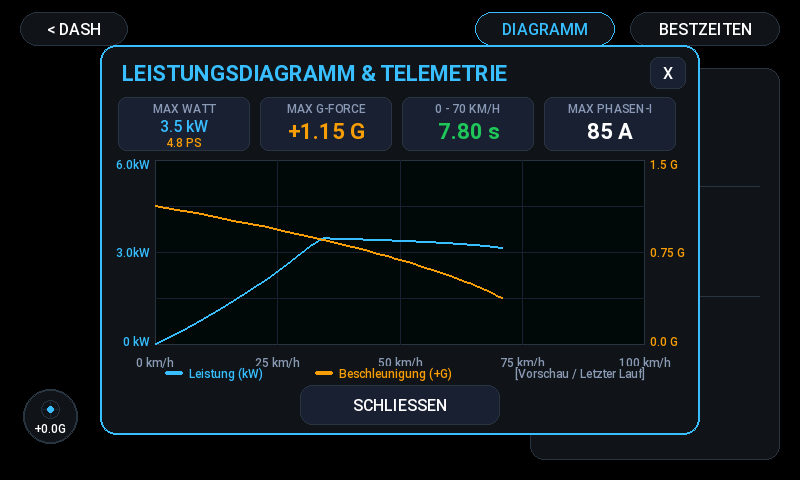 < DASH
DIAGRAMM
BESTZEITEN
LEISTUNGSDIAGRAMM & TELEMETRIE
X
MAX WATT
3.5 kW
4.8 PS
MAX G-FORCE
+1.15 G
0 - 70 KM/H
7.80 s
MAX PHASEN-I
85 A
6.0kW
1.5 G
3.0kW
0.75 G
0 kW
0.0 G
0 km/h
25 km/h
50 km/h
75 km/h
100 km/h
Leistung (kW)
Beschleunigung (+G)
[Vorschau / Letzter Lauf]
SCHLIESSEN
+0.0G